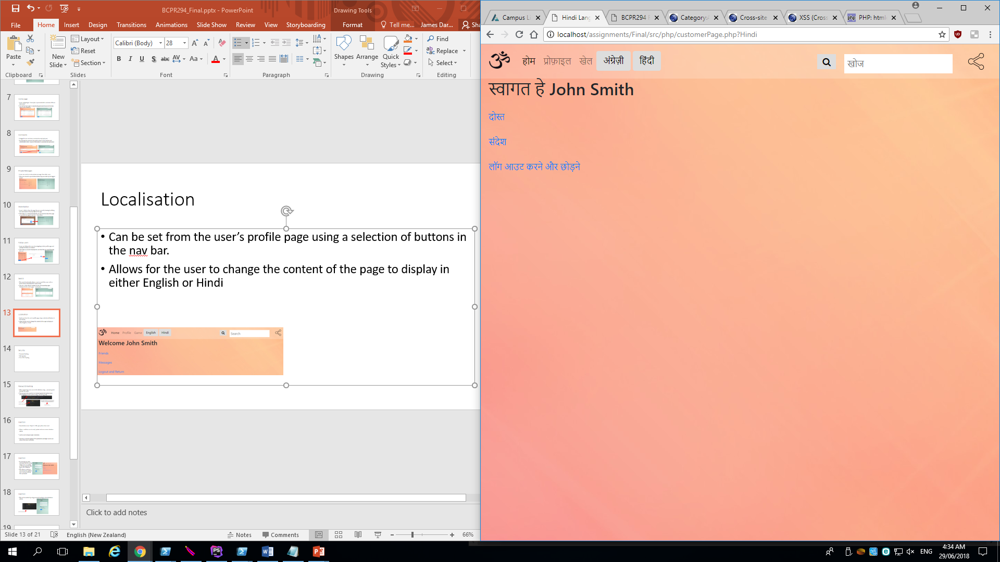 BCPR294_Final.pptx - PowerPoint
Drawing Tools
File
Home
Insert
Design
Transitions
Animations
Slide Show
Review
View
Storyboarding
Format
Tell me...
James Dar...
Paste
Clipboard
New
Slide
Layout
Reset
Section
Slides
Calibri (Body)
28
B
I
U
S
abc
AV
Aa
A
Font
Paragraph
Shapes
Arrange
Quick
Styles
Drawing
Find
Replace
Select
Editing
7
8
9
10
11
12
13
14
15
16
17
18
19
Localisation
• Can be set from the user’s profile page using a selection of buttons in
the nav bar.
• Allows for the user to change the content of the page to display in
either English or Hindi
ॐ Home Profile Game English Hindi Search
Welcome John Smith
Friends
Messages
Logout and Return
Click to add notes
Slide 13 of 21
English (New Zealand)
Notes
Comments
66%
Campus Li
Hindi Lang
BCPR294 F
Category:
Cross-site
XSS (Cross
PHP: html
localhost/assignments/Final/src/php/customerPage.php?Hindi
ॐ होम प्रोफ़ाइल खेल अंग्रेज़ी हिंदी खोज
स्वागत हे John Smith
दोस्त
संदेश
लॉग आउट करने और छोड़ने
ENG
4:34 AM
29/06/2018